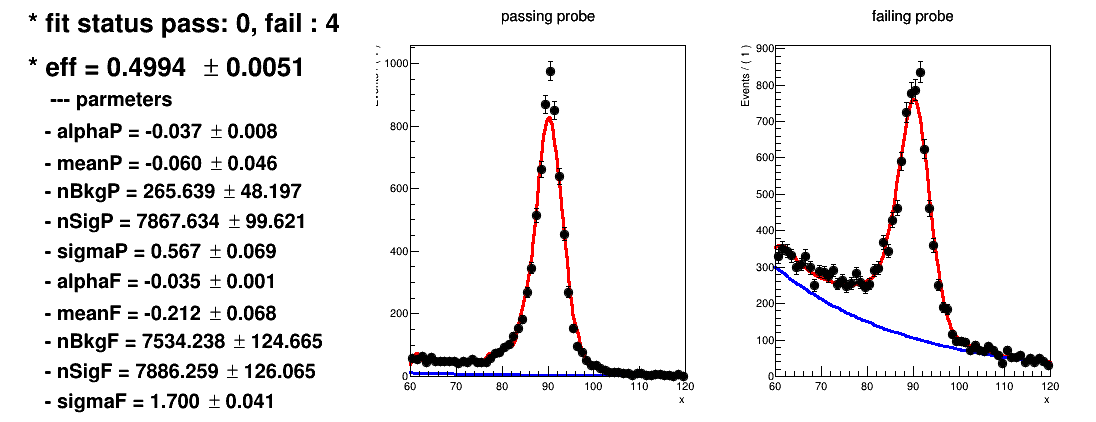 * fit status pass: 0, fail : 4
* eff = 0.4994 ± 0.0051
--- parmeters
- alphaP = -0.037 ± 0.008
- meanP = -0.060 ± 0.046
- nBkgP = 265.639 ± 48.197
- nSigP = 7867.634 ± 99.621
- sigmaP = 0.567 ± 0.069
- alphaF = -0.035 ± 0.001
- meanF = -0.212 ± 0.068
- nBkgF = 7534.238 ± 124.665
- nSigF = 7886.259 ± 126.065
- sigmaF = 1.700 ± 0.041
passing probe
1000
800
600
400
200
0
60 70 80 90 100 110 120
x
failing probe
Events / ( 1 )
900
800
700
600
500
400
300
200
100
0
60 70 80 90 100 110 120
x